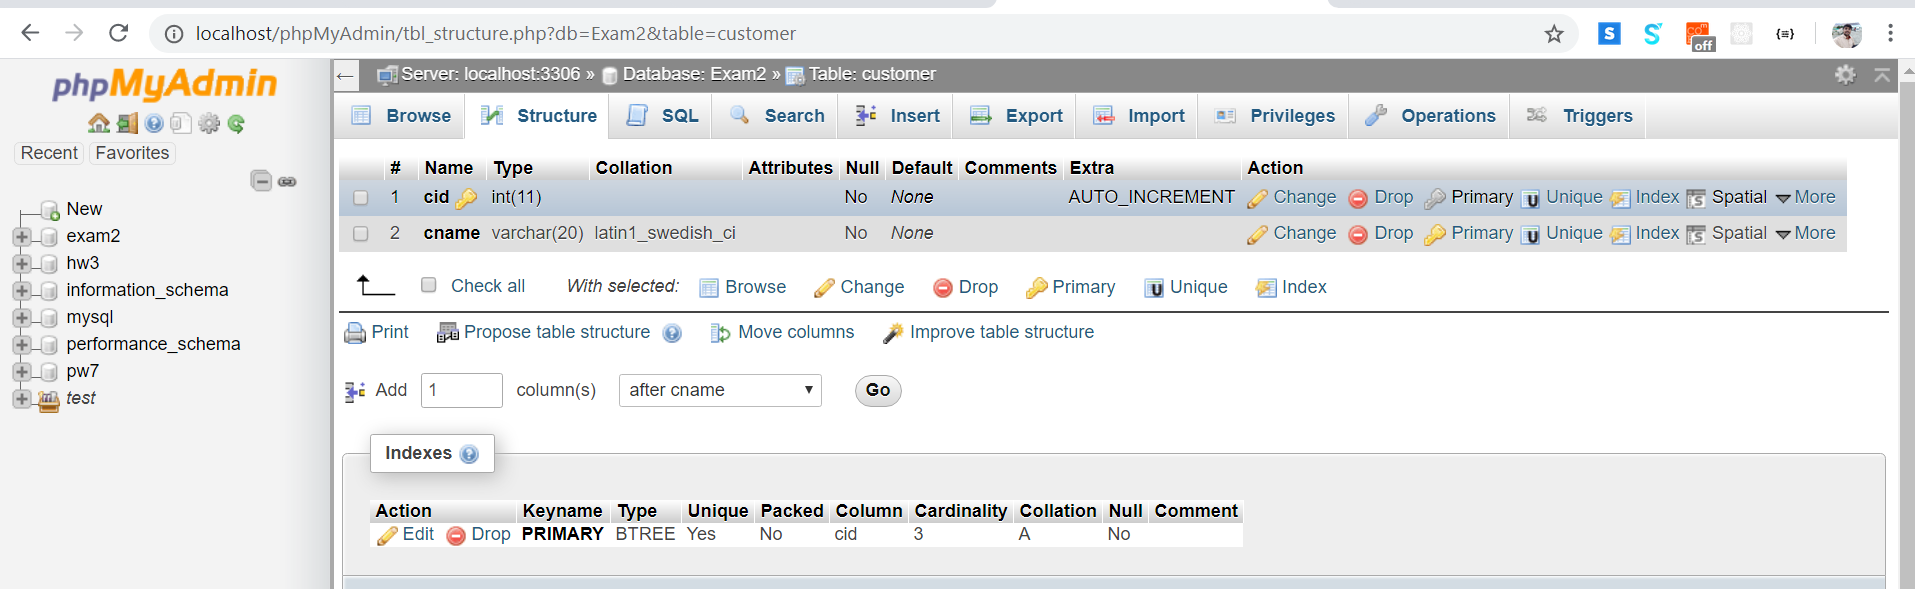 localhost/phpMyAdmin/tbl_structure.php?db=Exam2&table=customer
S
off
{≡}
phpMyAdmin
Recent Favorites
New
exam2
hw3
information_schema
mysql
performance_schema
pw7
test
Server: localhost:3306 » Database: Exam2 » Table: customer
Browse Structure SQL Search Insert Export Import Privileges Operations Triggers
# Name Type Collation Attributes Null Default Comments Extra Action
1 cid int(11) No None AUTO_INCREMENT Change Drop Primary Unique Index Spatial More
2 cname varchar(20) latin1_swedish_ci No None Change Drop Primary Unique Index Spatial More
Check all With selected: Browse Change Drop Primary Unique Index
Print Propose table structure Move columns Improve table structure
Add 1 column(s) after cname Go
Indexes
Action Keyname Type Unique Packed Column Cardinality Collation Null Comment
Edit Drop PRIMARY BTREE Yes No cid 3 A No